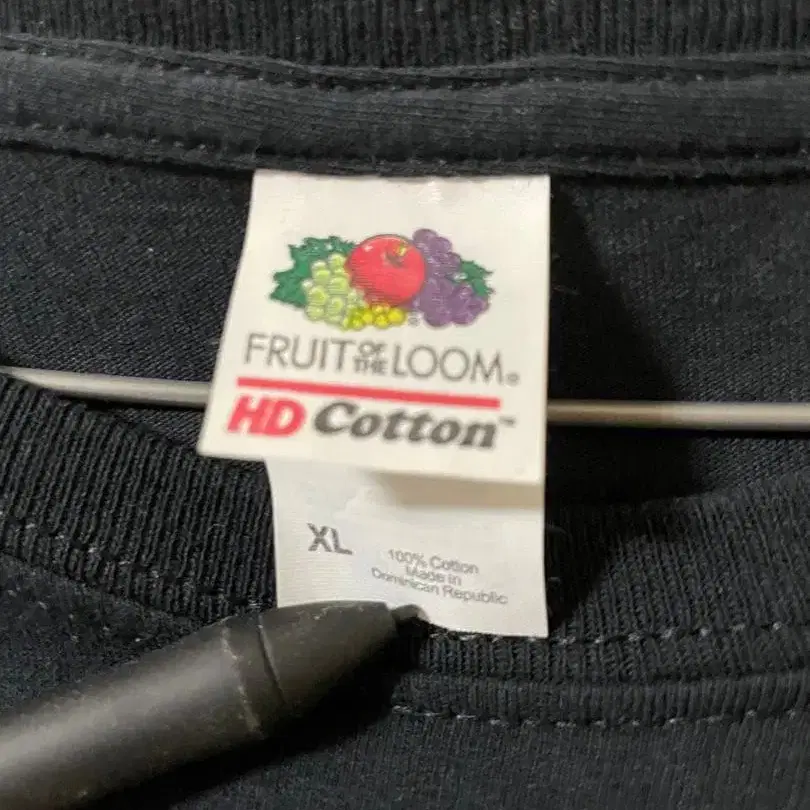 FRUIT OF THE LOOM®
HD Cotton™
XL
100% Cotton
Made in
Dominican Republic